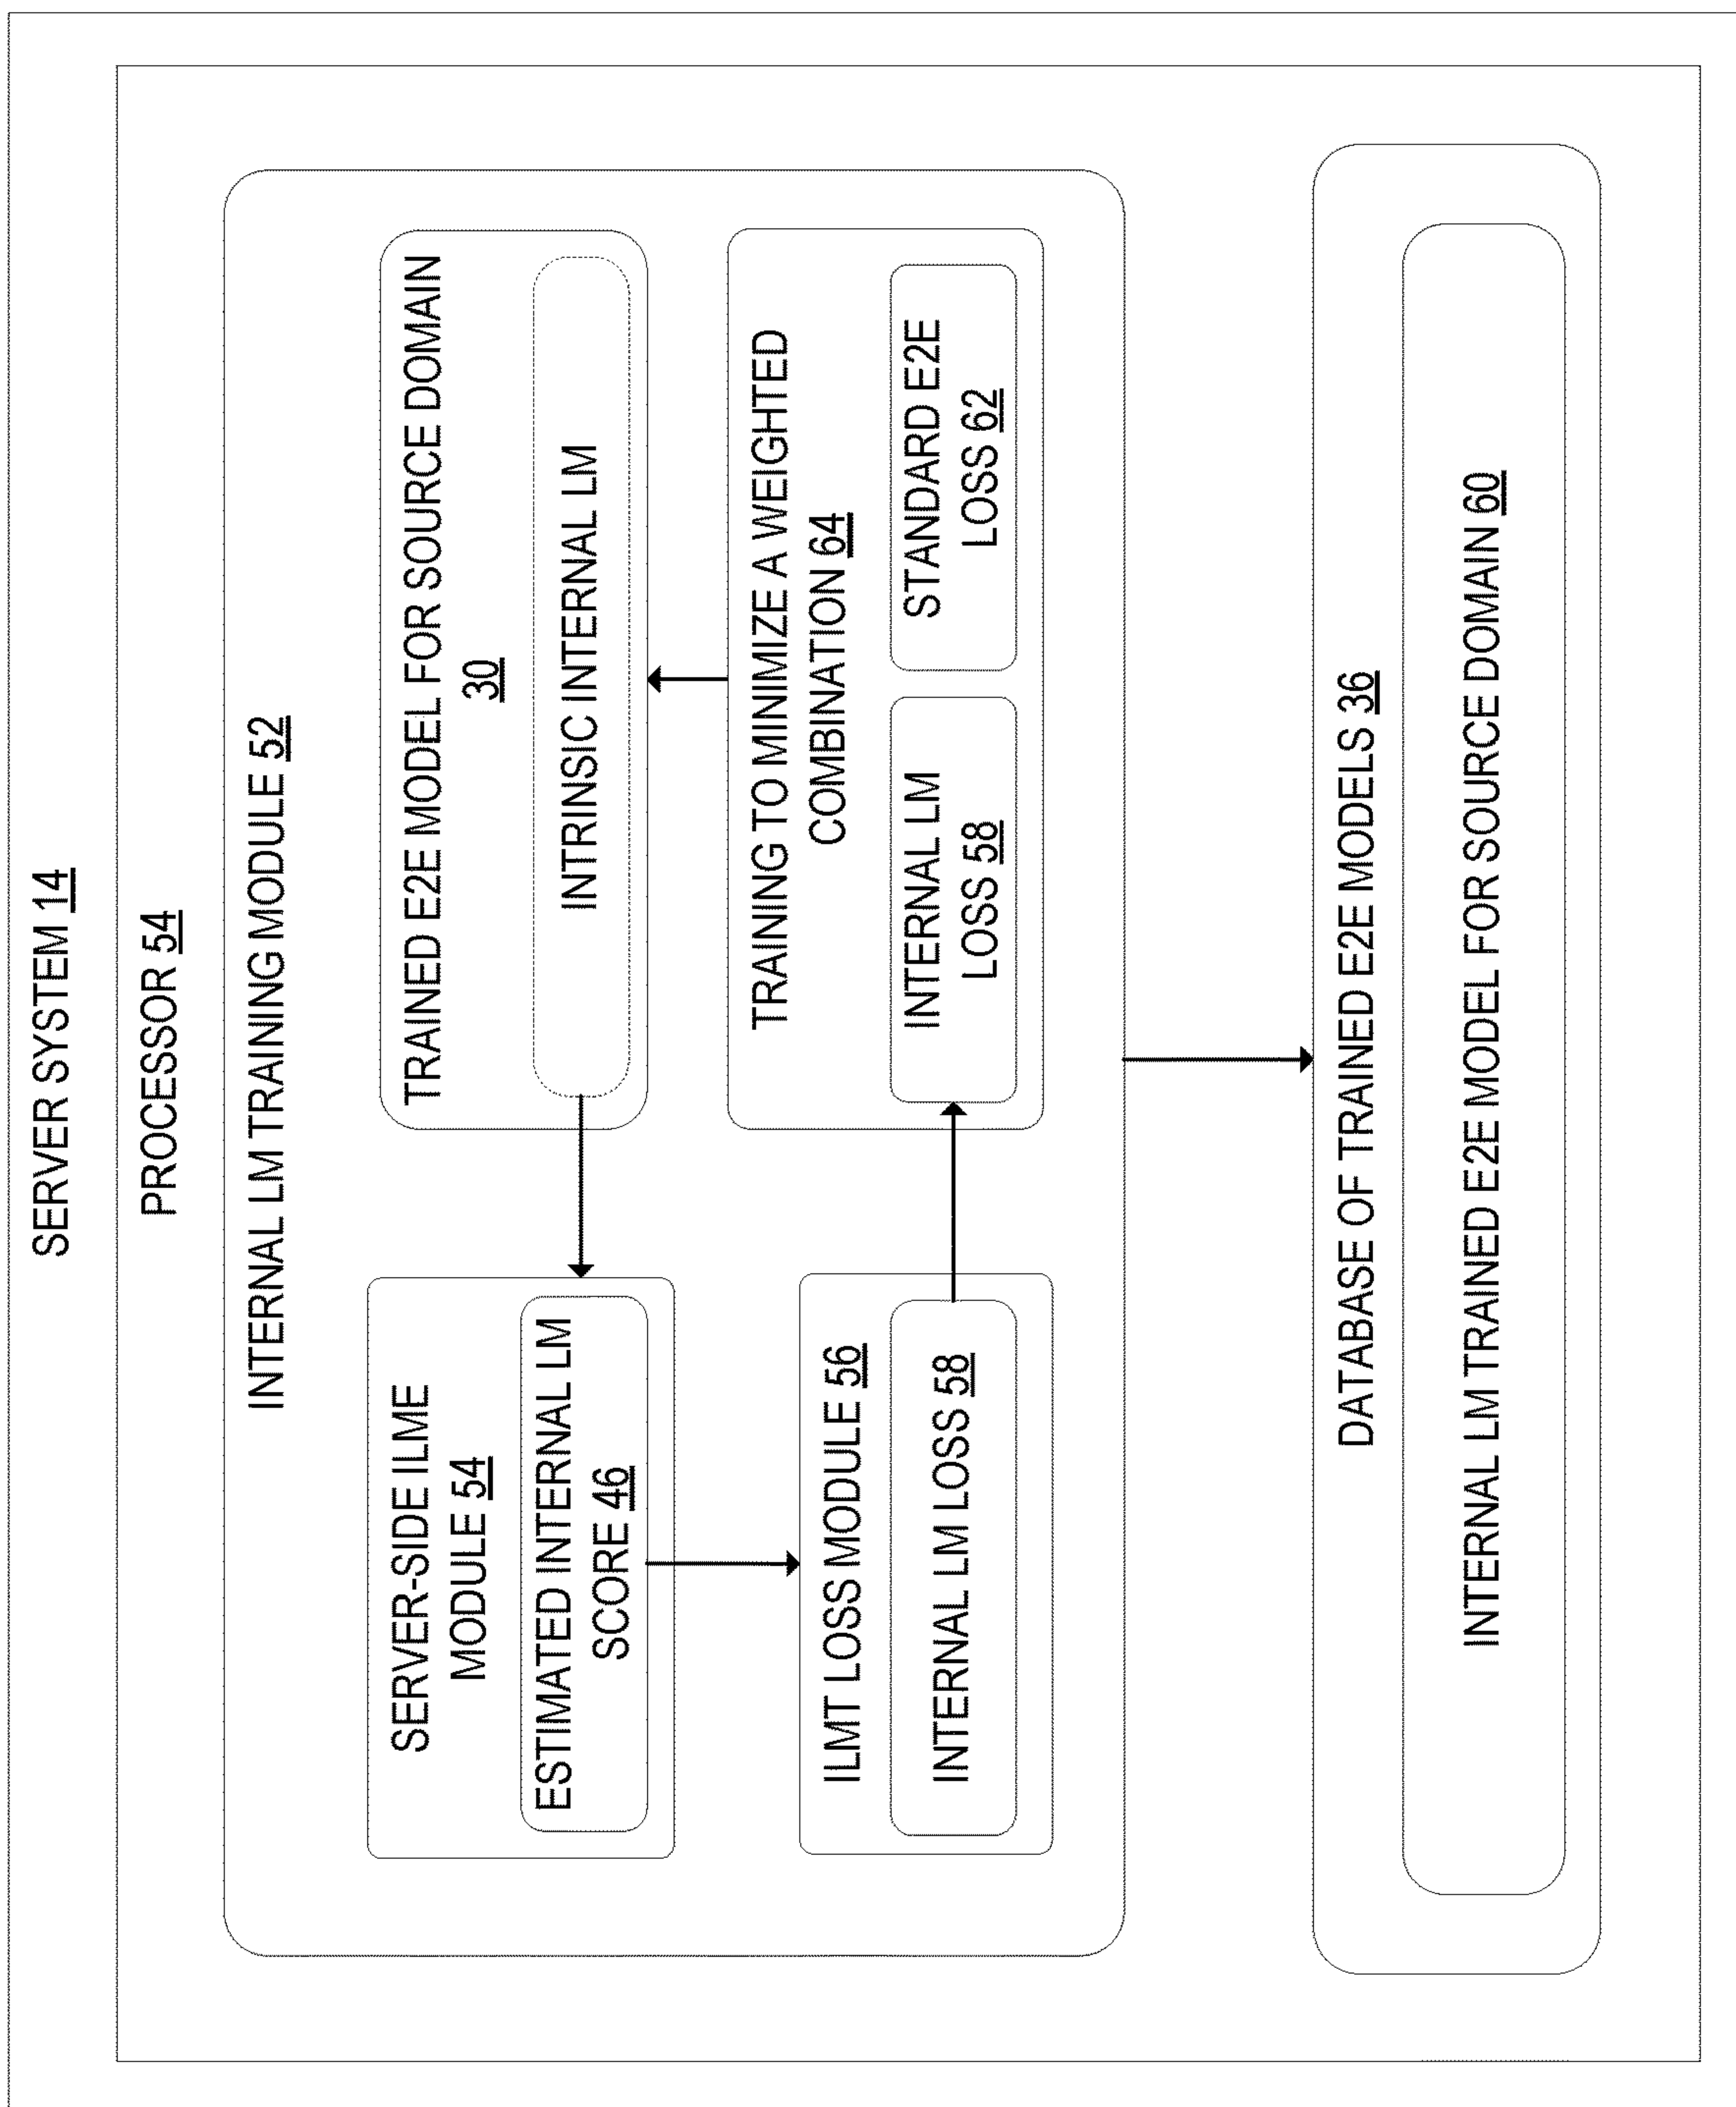 SERVER SYSTEM 14
PROCESSOR 54
INTERNAL LM TRAINING MODULE 52
SERVER-SIDE ILME
MODULE 54
ESTIMATED INTERNAL LM
SCORE 46
TRAINED E2E MODEL FOR SOURCE DOMAIN
30
INTRINSIC INTERNAL LM
ILMT LOSS MODULE 56
INTERNAL LM LOSS 58
TRAINING TO MINIMIZE A WEIGHTED
COMBINATION 64
INTERNAL LM
LOSS 58
STANDARD E2E
LOSS 62
DATABASE OF TRAINED E2E MODELS 36
INTERNAL LM TRAINED E2E MODEL FOR SOURCE DOMAIN 60